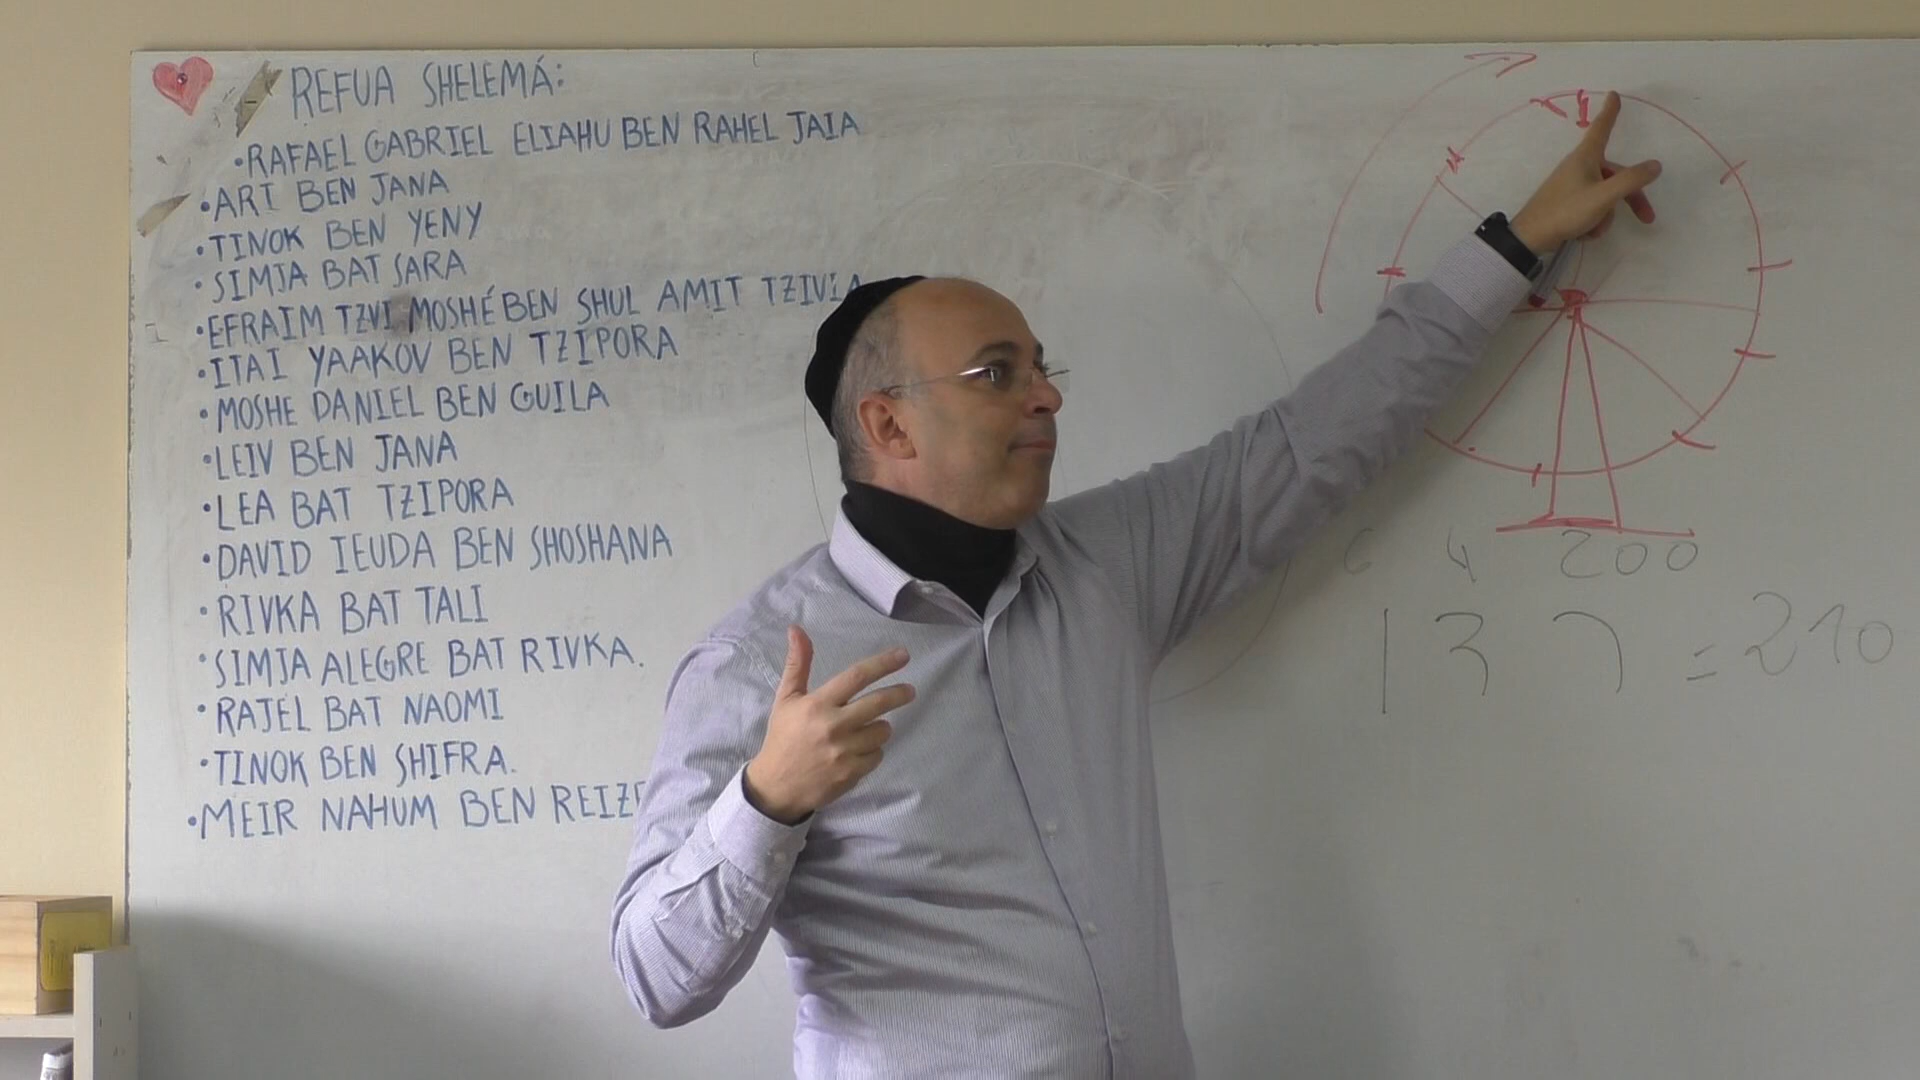 REFUA SHELEMÁ:
•RAFAEL GABRIEL ELIAHU BEN RAHEL JAIA
•ARI BEN JANA
•TINOK BEN YENY
•SIMJA BAT SARA
•EFRAIM TZVI MOSHÉ BEN SHUL AMIT TZIVIA
•ITAI YAAKOV BEN TZIPORA
•MOSHE DANIEL BEN GUILA
•LEIV BEN JANA
•LEA BAT TZIPORA
•DAVID IEUDA BEN SHOSHANA
•RIVKA BAT TALI
•SIMJA ALEGRE BAT RIVKA.
•RAJEL BAT NAOMI
•TINOK BEN SHIFRA.
•MEIR NAHUM BEN
6 4 200
רדו = 210